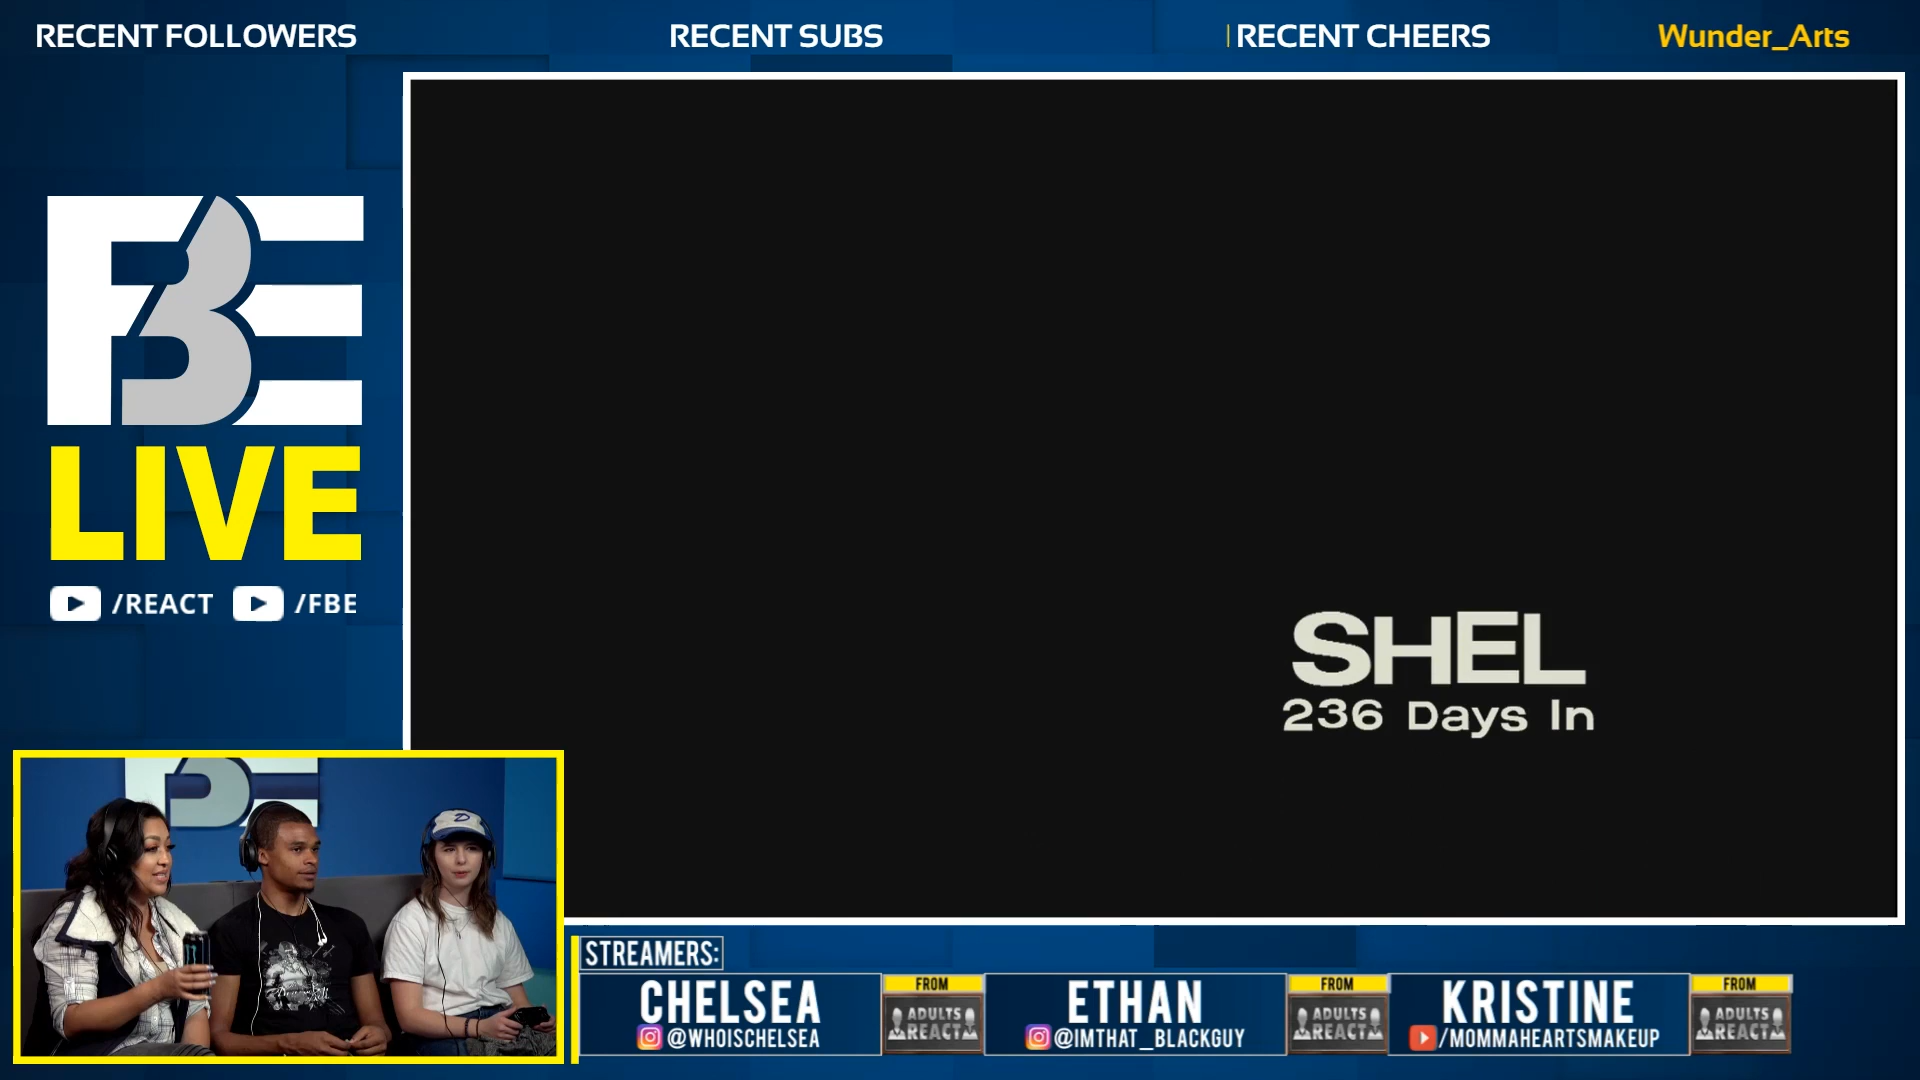 RECENT FOLLOWERS
RECENT SUBS
RECENT CHEERS
Wunder_Arts
FBE
LIVE
/REACT
/FBE
SHEL
236 Days In
STREAMERS:
CHELSEA
@WHOISCHELSEA
FROM
ADULTS
REACT
ETHAN
@IMTHAT_BLACKGUY
FROM
ADULTS
REACT
KRISTINE
/MOMMAHEARTSMAKEUP
FROM
ADULTS
REACT